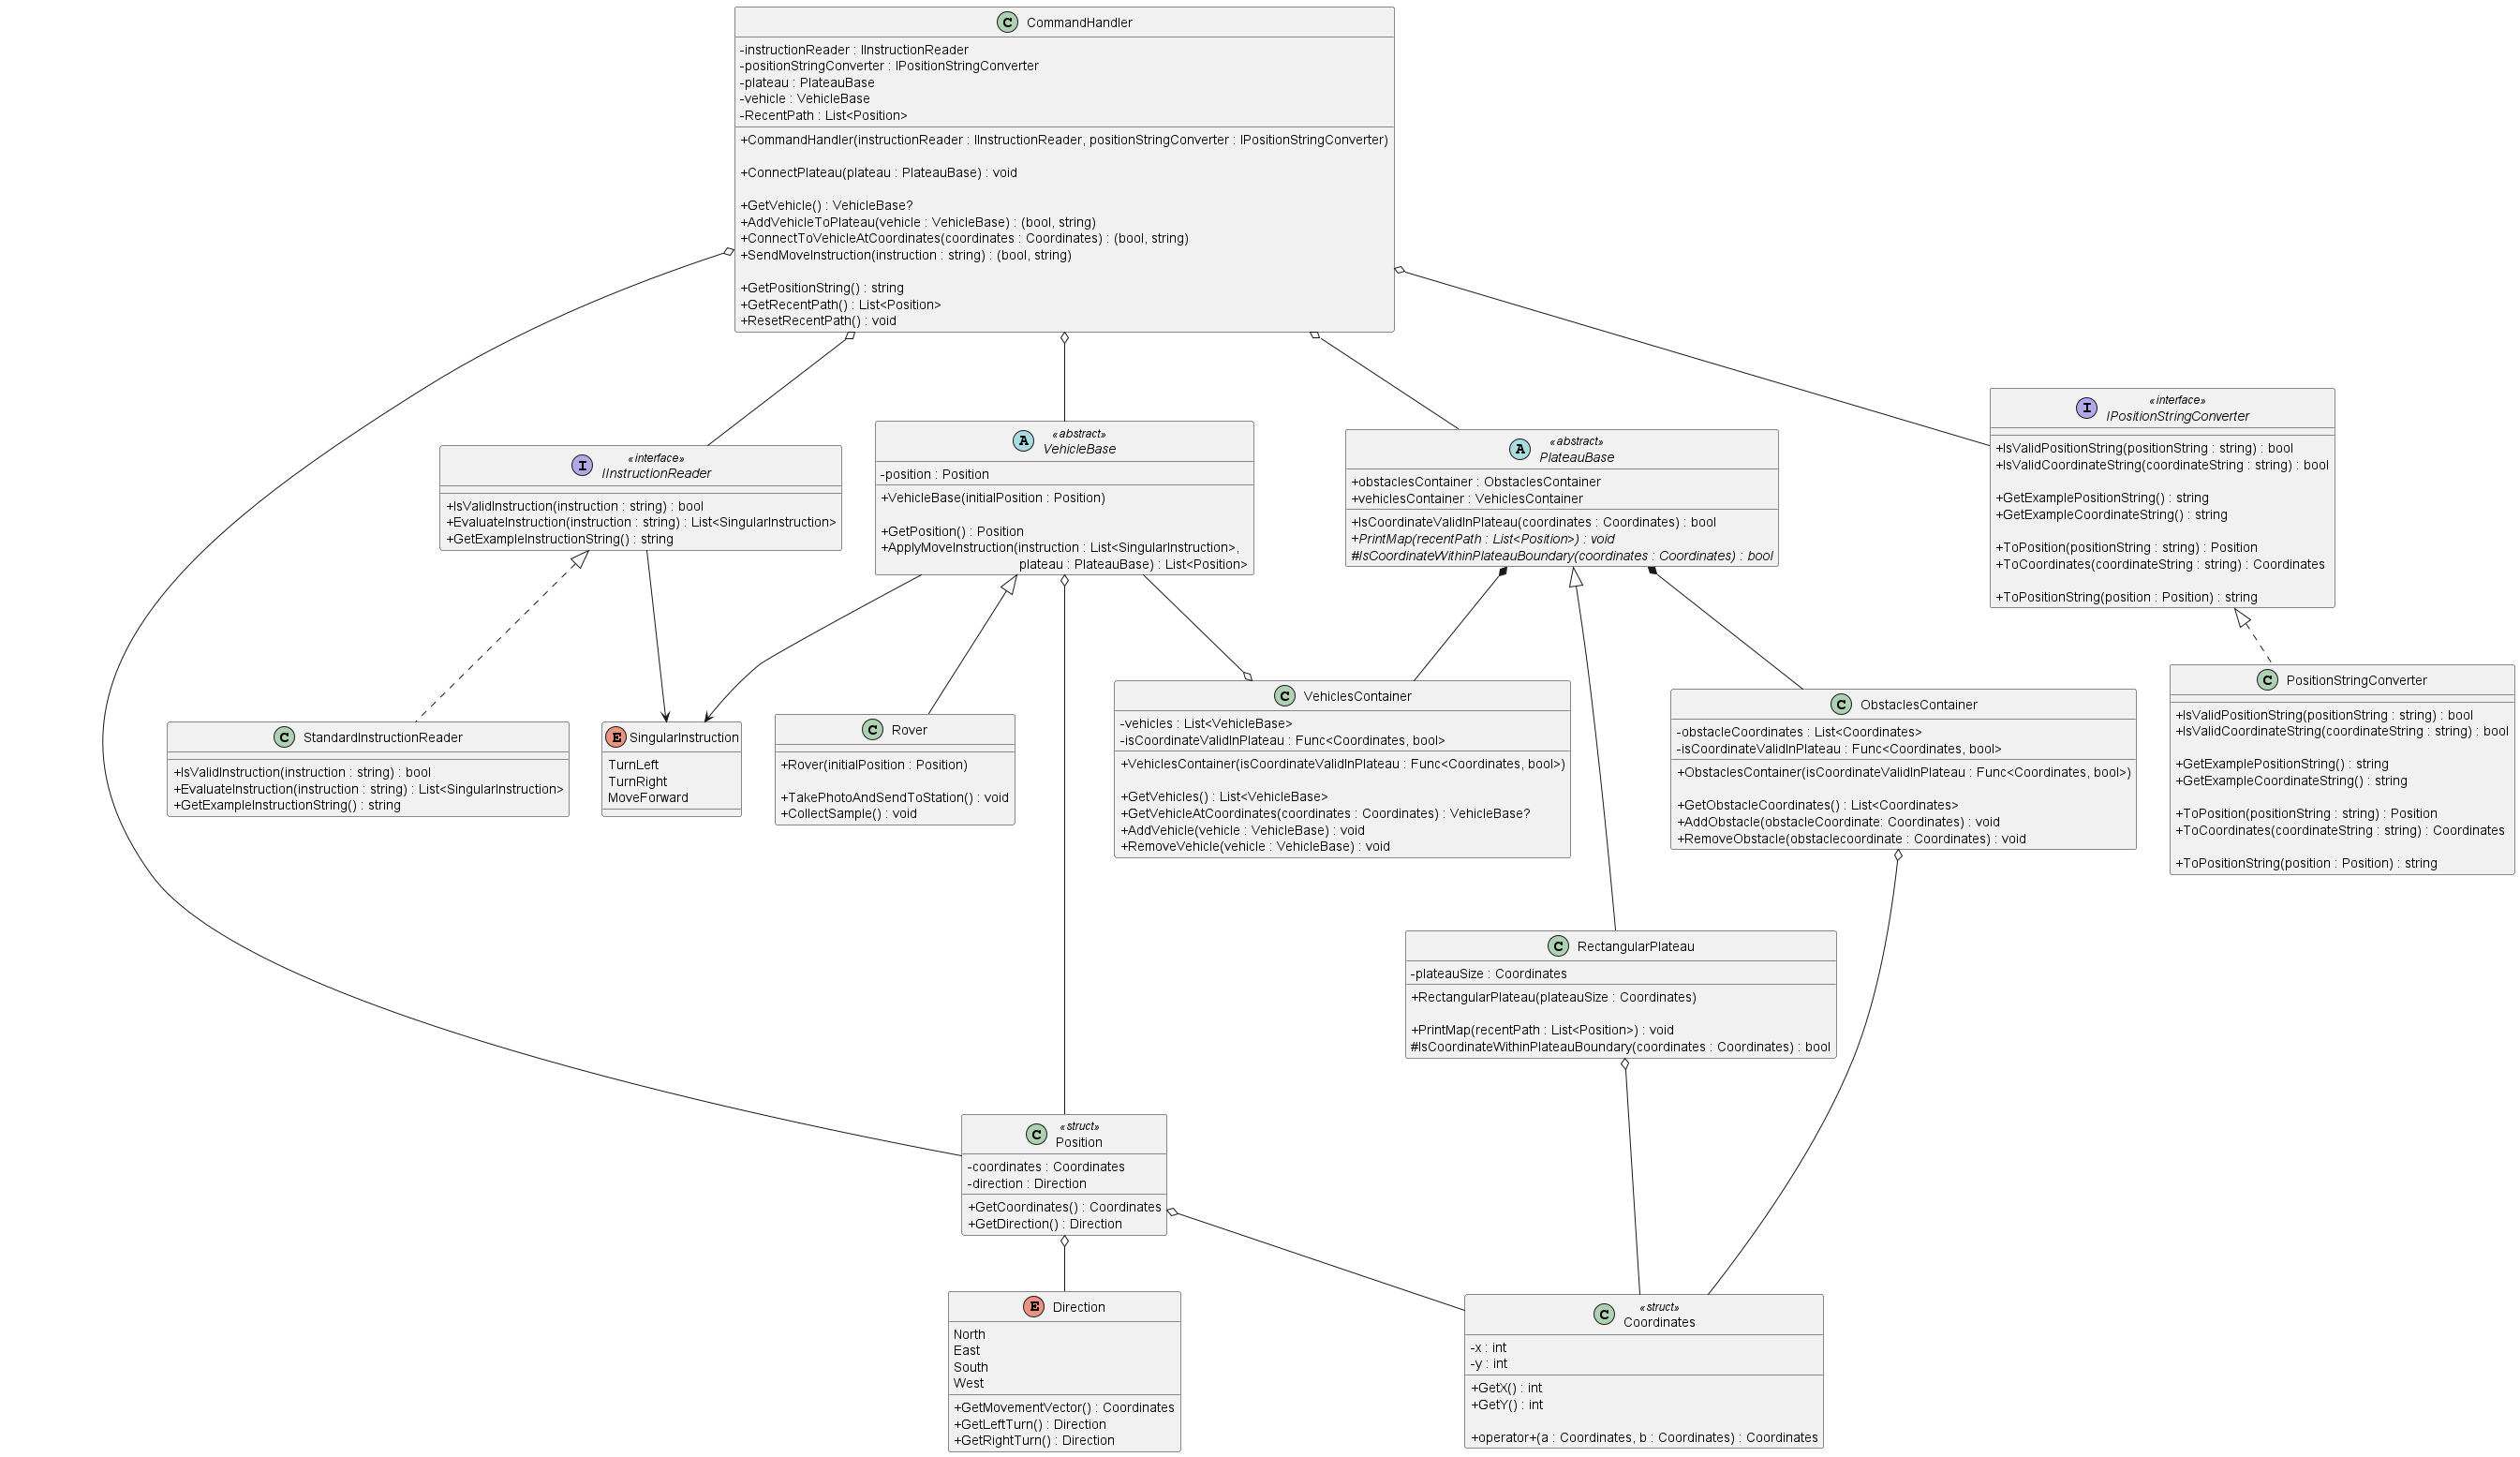 C CommandHandler
-instructionReader : IInstructionReader
-positionStringConverter : IPositionStringConverter
-plateau : PlateauBase
-vehicle : VehicleBase
-RecentPath : List<Position>
+CommandHandler(instructionReader : IInstructionReader, positionStringConverter : IPositionStringConverter)
+ConnectPlateau(plateau : PlateauBase) : void
+GetVehicle() : VehicleBase?
+AddVehicleToPlateau(vehicle : VehicleBase) : (bool, string)
+ConnectToVehicleAtCoordinates(coordinates : Coordinates) : (bool, string)
+SendMoveInstruction(instruction : string) : (bool, string)
+GetPositionString() : string
+GetRecentPath() : List<Position>
+ResetRecentPath() : void
I «interface»
IInstructionReader
+IsValidInstruction(instruction : string) : bool
+EvaluateInstruction(instruction : string) : List<SingularInstruction>
+GetExampleInstructionString() : string
A «abstract»
VehicleBase
-position : Position
+VehicleBase(initialPosition : Position)
+GetPosition() : Position
+ApplyMoveInstruction(instruction : List<SingularInstruction>,
plateau : PlateauBase) : List<Position>
A «abstract»
PlateauBase
+obstaclesContainer : ObstaclesContainer
+vehiclesContainer : VehiclesContainer
+IsCoordinateValidInPlateau(coordinates : Coordinates) : bool
+PrintMap(recentPath : List<Position>) : void
#IsCoordinateWithinPlateauBoundary(coordinates : Coordinates) : bool
I «interface»
IPositionStringConverter
+IsValidPositionString(positionString : string) : bool
+IsValidCoordinateString(coordinateString : string) : bool
+GetExamplePositionString() : string
+GetExampleCoordinateString() : string
+ToPosition(positionString : string) : Position
+ToCoordinates(coordinateString : string) : Coordinates
+ToPositionString(position : Position) : string
C StandardInstructionReader
+IsValidInstruction(instruction : string) : bool
+EvaluateInstruction(instruction : string) : List<SingularInstruction>
+GetExampleInstructionString() : string
E SingularInstruction
TurnLeft
TurnRight
MoveForward
C Rover
+Rover(initialPosition : Position)
+TakePhotoAndSendToStation() : void
+CollectSample() : void
C VehiclesContainer
-vehicles : List<VehicleBase>
-isCoordinateValidInPlateau : Func<Coordinates, bool>
+VehiclesContainer(isCoordinateValidInPlateau : Func<Coordinates, bool>)
+GetVehicles() : List<VehicleBase>
+GetVehicleAtCoordinates(coordinates : Coordinates) : VehicleBase?
+AddVehicle(vehicle : VehicleBase) : void
+RemoveVehicle(vehicle : VehicleBase) : void
C ObstaclesContainer
-obstacleCoordinates : List<Coordinates>
-isCoordinateValidInPlateau : Func<Coordinates, bool>
+ObstaclesContainer(isCoordinateValidInPlateau : Func<Coordinates, bool>)
+GetObstacleCoordinates() : List<Coordinates>
+AddObstacle(obstacleCoordinate: Coordinates) : void
+RemoveObstacle(obstaclecoordinate : Coordinates) : void
C PositionStringConverter
+IsValidPositionString(positionString : string) : bool
+IsValidCoordinateString(coordinateString : string) : bool
+GetExamplePositionString() : string
+GetExampleCoordinateString() : string
+ToPosition(positionString : string) : Position
+ToCoordinates(coordinateString : string) : Coordinates
+ToPositionString(position : Position) : string
C RectangularPlateau
-plateauSize : Coordinates
+RectangularPlateau(plateauSize : Coordinates)
+PrintMap(recentPath : List<Position>) : void
#IsCoordinateWithinPlateauBoundary(coordinates : Coordinates) : bool
C «struct»
Position
-coordinates : Coordinates
-direction : Direction
+GetCoordinates() : Coordinates
+GetDirection() : Direction
E Direction
North
East
South
West
+GetMovementVector() : Coordinates
+GetLeftTurn() : Direction
+GetRightTurn() : Direction
C «struct»
Coordinates
-x : int
-y : int
+GetX() : int
+GetY() : int
+operator+(a : Coordinates, b : Coordinates) : Coordinates